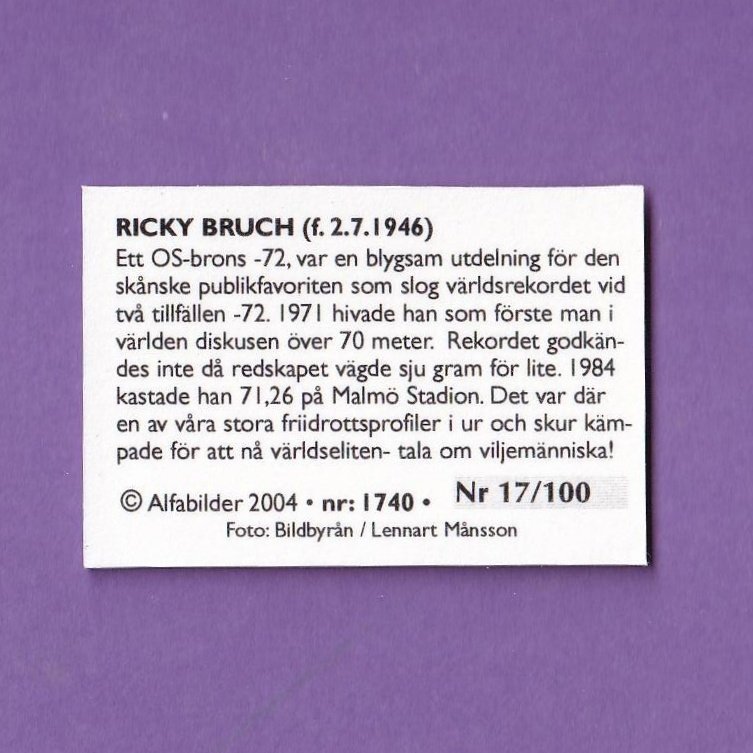 RICKY BRUCH (f. 2.7.1946)
Ett OS-brons -72, var en blygsam utdelning för den
skånske publikfavoriten som slog världsrekordet vid
två tillfällen -72. 1971 hivade han som förste man i
världen diskusen över 70 meter. Rekordet godkän-
des inte då redskapet vägde sju gram för lite. 1984
kastade han 71,26 på Malmö Stadion. Det var där
en av våra stora friidrottsprofiler i ur och skur käm-
pade för att nå världseliten- tala om viljemänniska!
© Alfabilder 2004 • nr: 1740 • Nr 17/100
Foto: Bildbyrån / Lennart Månsson